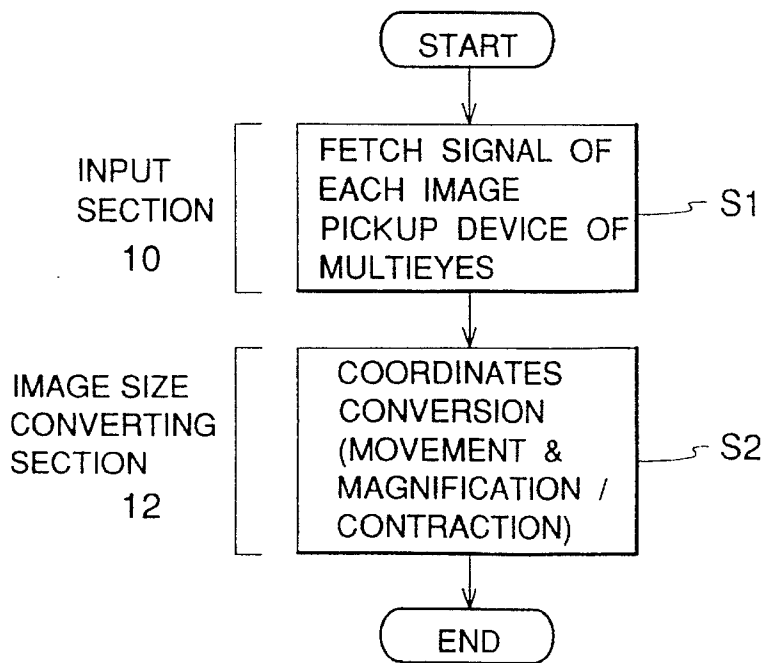 START
INPUT
SECTION
10
FETCH SIGNAL OF
EACH IMAGE
PICKUP DEVICE OF
MULTIEYES
S1
IMAGE SIZE
CONVERTING
SECTION
12
COORDINATES
CONVERSION
(MOVEMENT &
MAGNIFICATION /
CONTRACTION)
S2
END